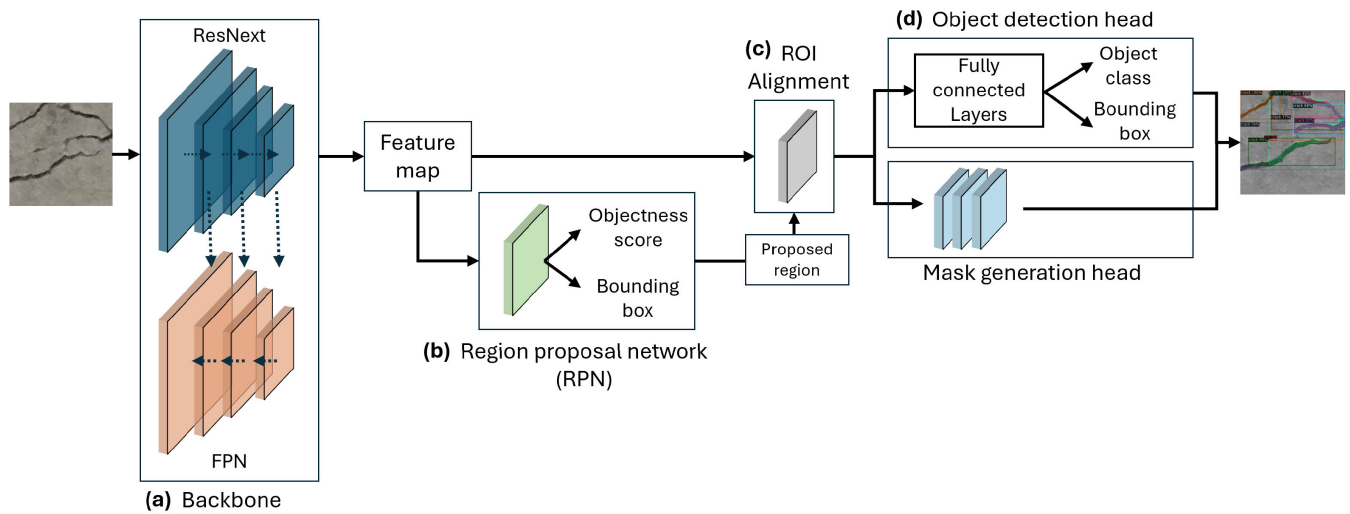 ResNext
FPN
(a) Backbone
Feature
map
Objectness
score
Bounding
box
(b) Region proposal network
(RPN)
(c) ROI
Alignment
Proposed
region
(d) Object detection head
Fully
connected
Layers
Object
class
Bounding
box
Mask generation head